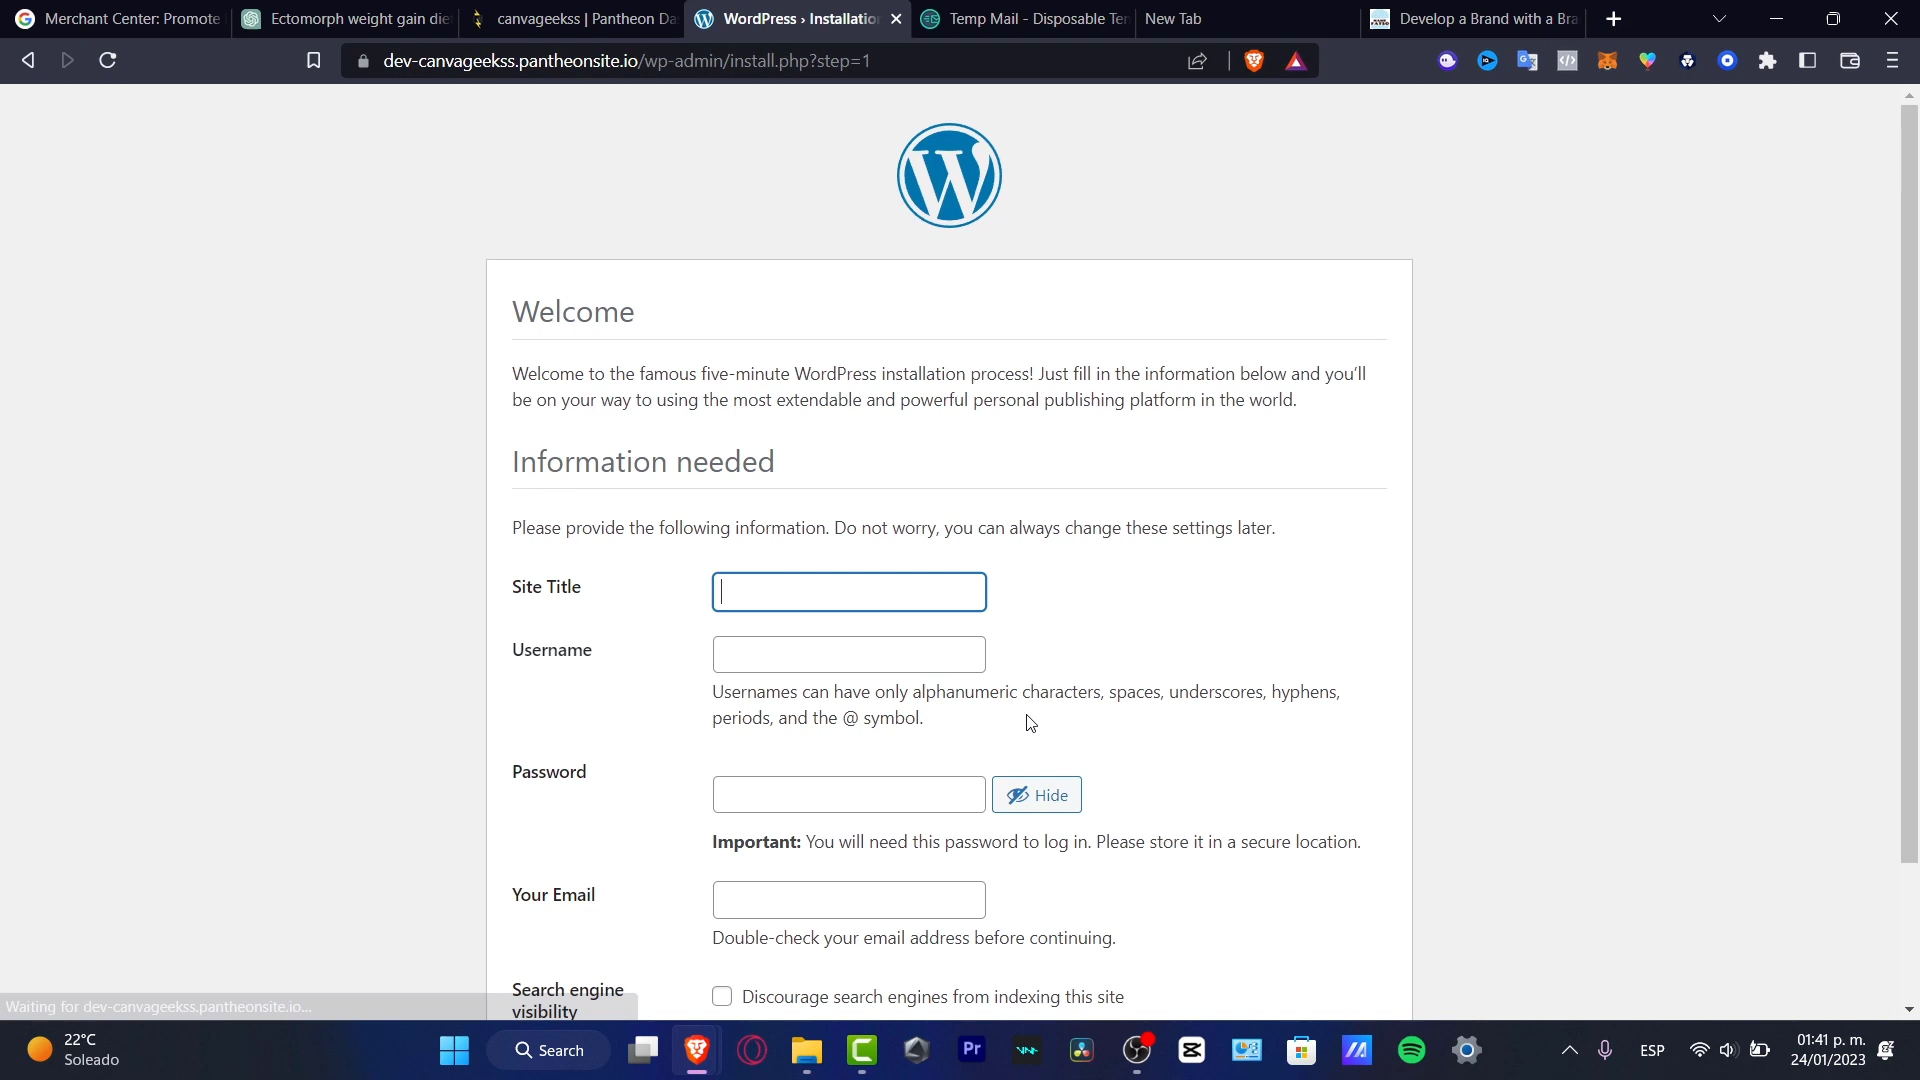 Merchant Center: Promote
Ectomorph weight gain die
canvageekss | Pantheon Da
WordPress › Installation
Temp Mail - Disposable Ten
New Tab
Develop a Brand with a Bra
dev-canvageekss.pantheonsite.io/wp-admin/install.php?step=1
Welcome
Welcome to the famous five-minute WordPress installation process! Just fill in the information below and you'll
be on your way to using the most extendable and powerful personal publishing platform in the world.
Information needed
Please provide the following information. Do not worry, you can always change these settings later.
Site Title
Username
Usernames can have only alphanumeric characters, spaces, underscores, hyphens,
periods, and the @ symbol.
Password
Hide
Important: You will need this password to log in. Please store it in a secure location.
Your Email
Double-check your email address before continuing.
Search engine
visibility
Discourage search engines from indexing this site
Waiting for dev-canvageekss.pantheonsite.io...
22°C
Soleado
Search
Pr
ESP
01:41 p. m.
24/01/2023